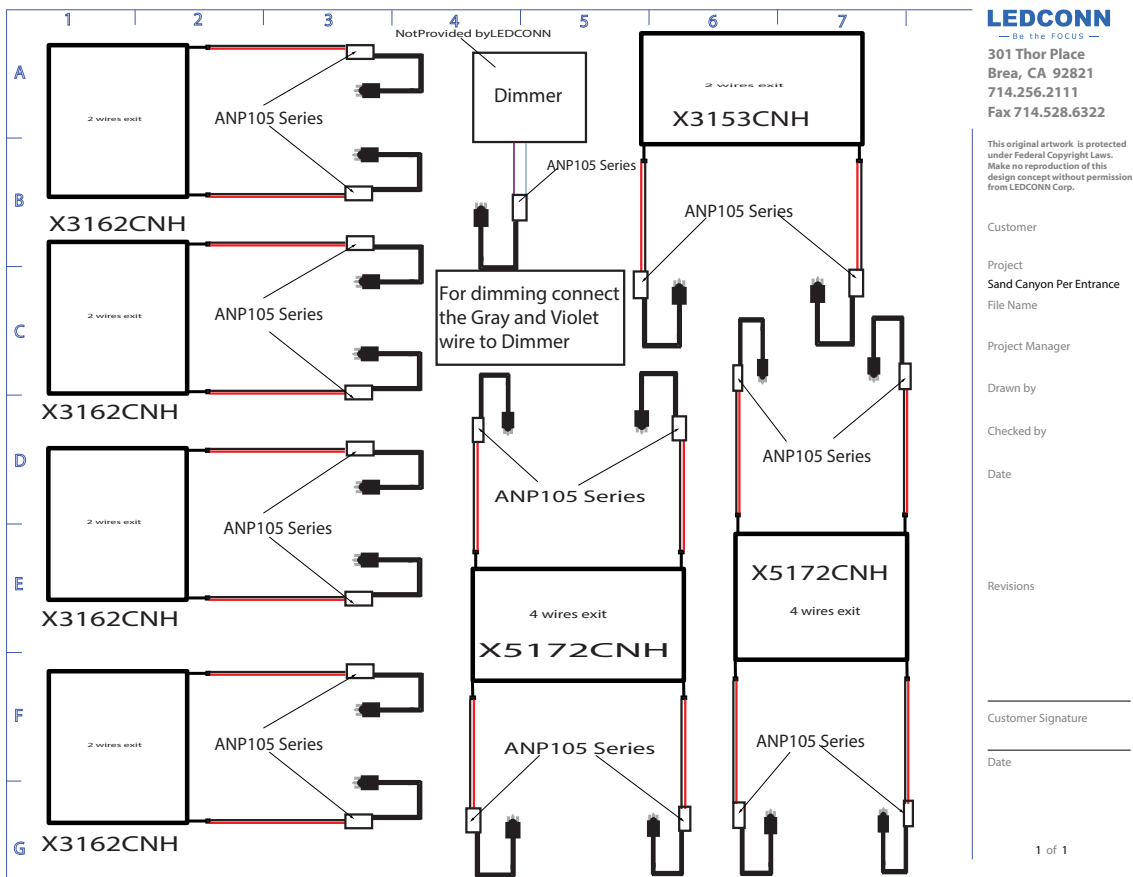 1 2 3 4 5 6 7
A
B
C
D
E
F
G
2 wires exit
X3162CNH
ANP105 Series
2 wires exit
X3162CNH
ANP105 Series
2 wires exit
X3162CNH
ANP105 Series
2 wires exit
X3162CNH
ANP105 Series
NotProvided byLEDCONN
Dimmer
ANP105 Series
For dimming connect
the Gray and Violet
wire to Dimmer
2 wires exit
X3153CNH
ANP105 Series
ANP105 Series
4 wires exit
X5172CNH
ANP105 Series
ANP105 Series
X5172CNH
4 wires exit
ANP105 Series
LEDCONN
Be the FOCUS
301 Thor Place
Brea, CA 92821
714.256.2111
Fax 714.528.6322
This original artwork is protected
under Federal Copyright Laws.
Make no reproduction of this
design concept without permission
from LEDCONN Corp.
Customer
Project
Sand Canyon Per Entrance
File Name
Project Manager
Drawn by
Checked by
Date
Revisions
Customer Signature
Date
1 of 1